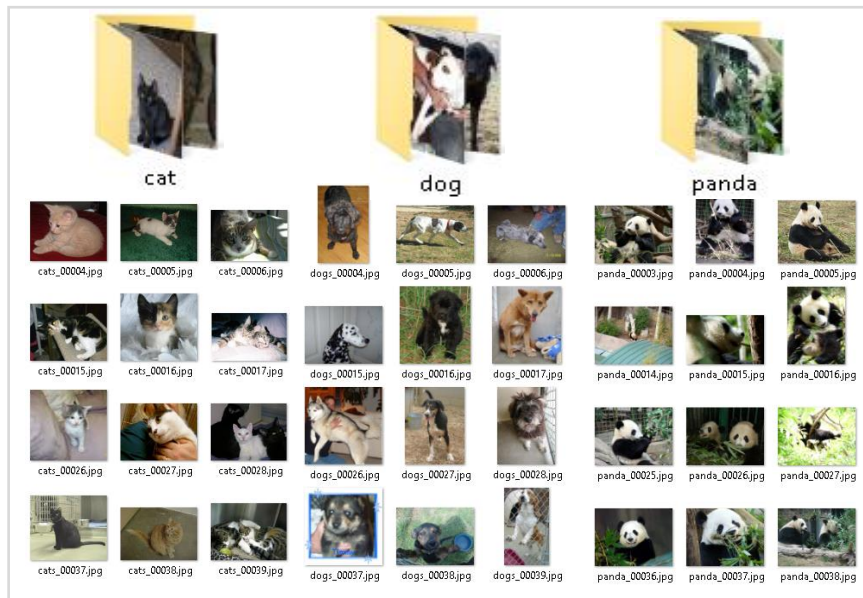 cat
dog
panda
cats_00004.jpg cats_00005.jpg cats_00006.jpg dogs_00004.jpg dogs_00005.jpg dogs_00006.jpg panda_00003.jpg panda_00004.jpg panda_00005.jpg
cats_00015.jpg cats_00016.jpg cats_00017.jpg dogs_00015.jpg dogs_00016.jpg dogs_00017.jpg panda_00014.jpg panda_00015.jpg panda_00016.jpg
cats_00026.jpg cats_00027.jpg cats_00028.jpg dogs_00026.jpg dogs_00027.jpg dogs_00028.jpg panda_00025.jpg panda_00026.jpg panda_00027.jpg
cats_00037.jpg cats_00038.jpg cats_00039.jpg dogs_00037.jpg dogs_00038.jpg dogs_00039.jpg panda_00036.jpg panda_00037.jpg panda_00038.jpg